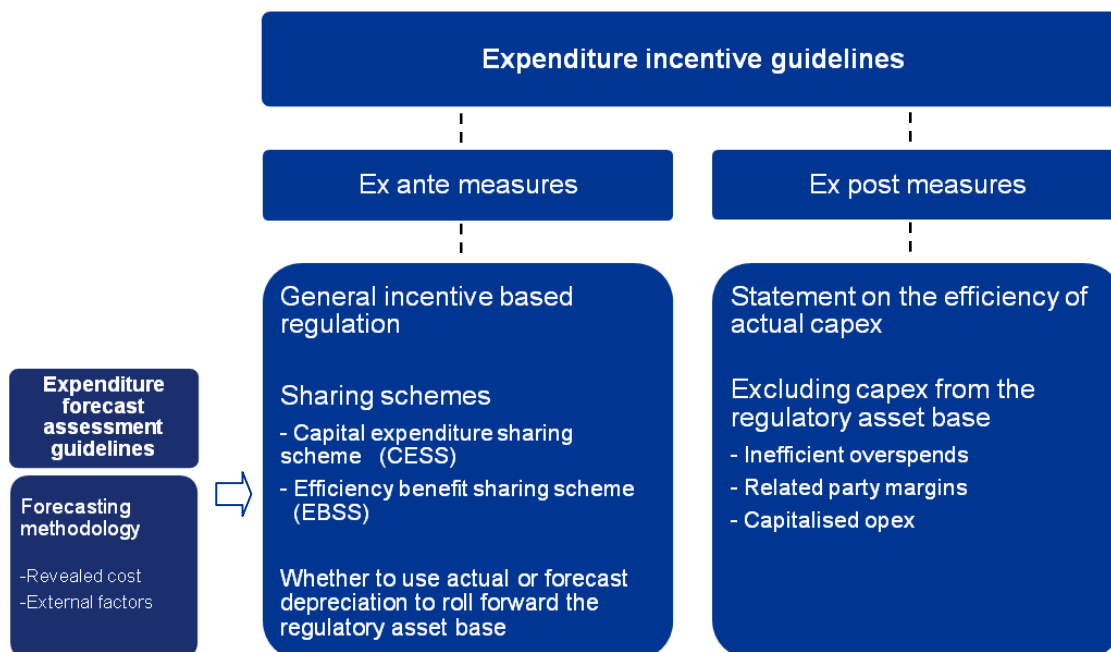 Expenditure incentive guidelines
Ex ante measures
Ex post measures
General incentive based
regulation
Sharing schemes
- Capital expenditure sharing
scheme (CESS)
- Efficiency benefit sharing scheme
(EBSS)
Whether to use actual or forecast
depreciation to roll forward the
regulatory asset base
Statement on the efficiency of
actual capex
Excluding capex from the
regulatory asset base
- Inefficient overspends
- Related party margins
- Capitalised opex
Expenditure
forecast
assessment
guidelines
Forecasting
methodology
-Revealed cost
-External factors